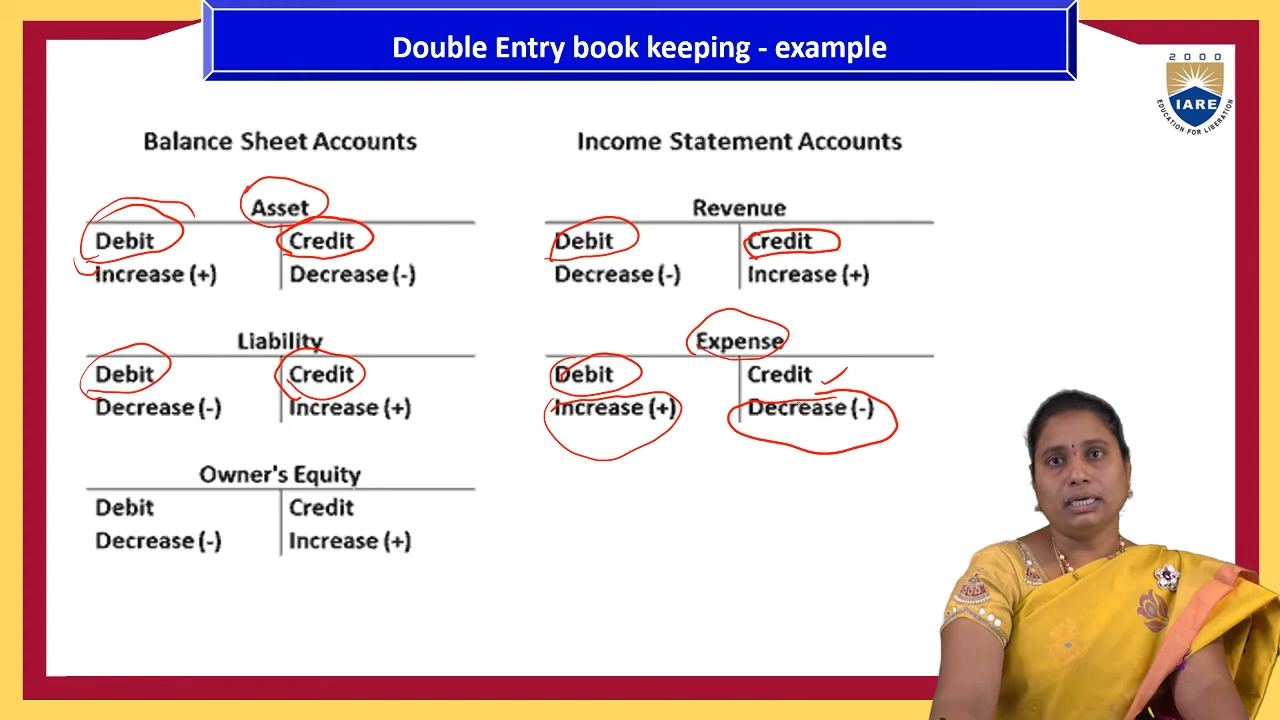 Double Entry book keeping - example
2000
IARE
EDUCATION FOR LIBERATION
Balance Sheet Accounts
Asset
Debit Credit
Increase (+) Decrease (-)
Liability
Debit Credit
Decrease (-) Increase (+)
Owner's Equity
Debit Credit
Decrease (-) Increase (+)
Income Statement Accounts
Revenue
Debit Credit
Decrease (-) Increase (+)
Expense
Debit Credit
Increase (+) Decrease (-)